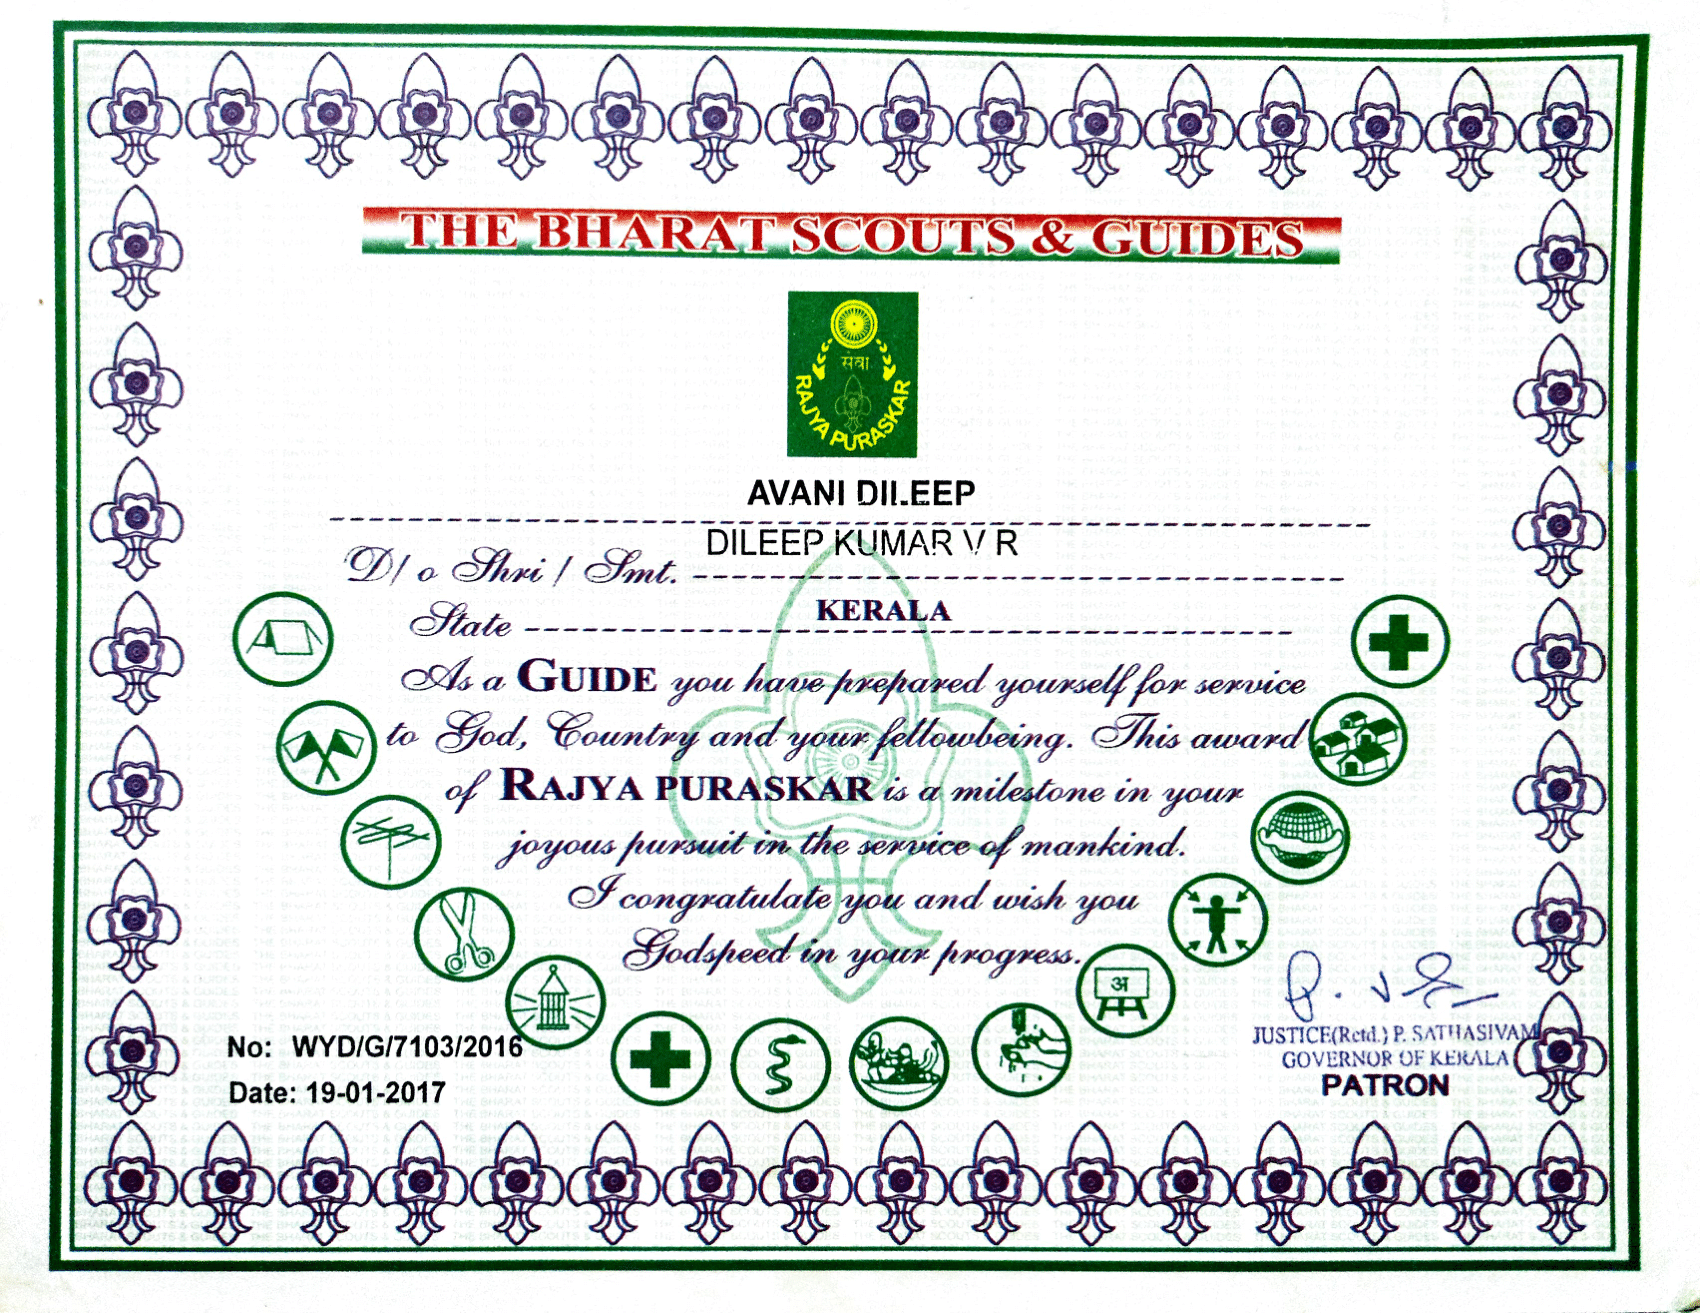 THE BHARAT SCOUTS & GUIDES
सेवा
RAJYA PURASKAR
AVANI DILEEP
DILEEP KUMAR V R
D/o Shri / Smt.
State KERALA
As a GUIDE you have prepared yourself for service
to God, Country and your fellowbeing. This award
of RAJYA PURASKAR is a milestone in your
joyous pursuit in the service of mankind.
I congratulate you and wish you
Godspeed in your progress.
अ
No: WYD/G/7103/2016
Date: 19-01-2017
JUSTICE(Retd.) P. SATHASIVAM
GOVERNOR OF KERALA
PATRON